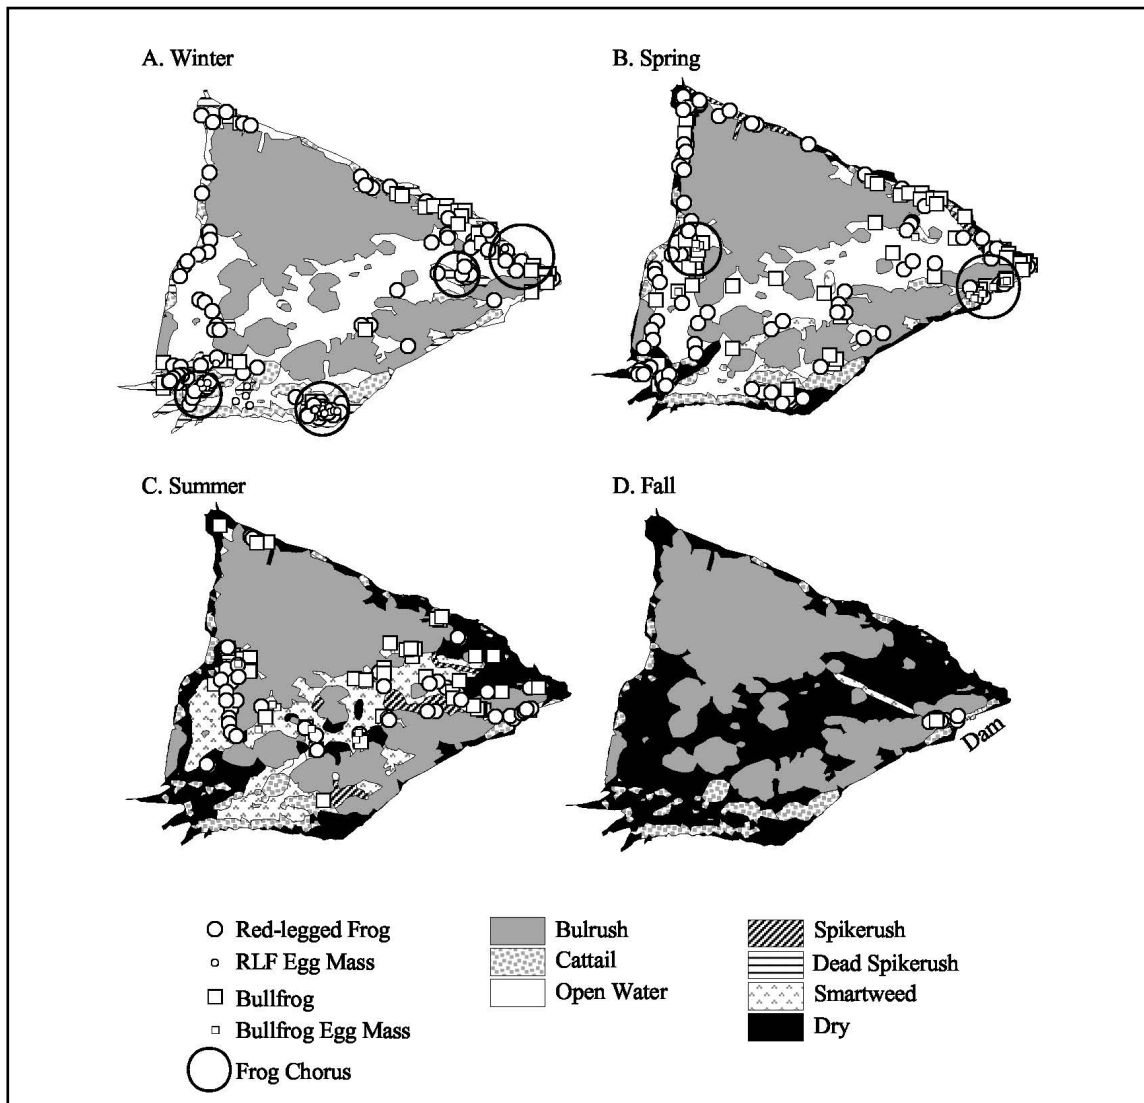 A. Winter
B. Spring
C. Summer
D. Fall
Dam
Red-legged Frog
RLF Egg Mass
Bullfrog
Bullfrog Egg Mass
Frog Chorus
Bulrush
Cattail
Open Water
Spikerush
Dead Spikerush
Smartweed
Dry